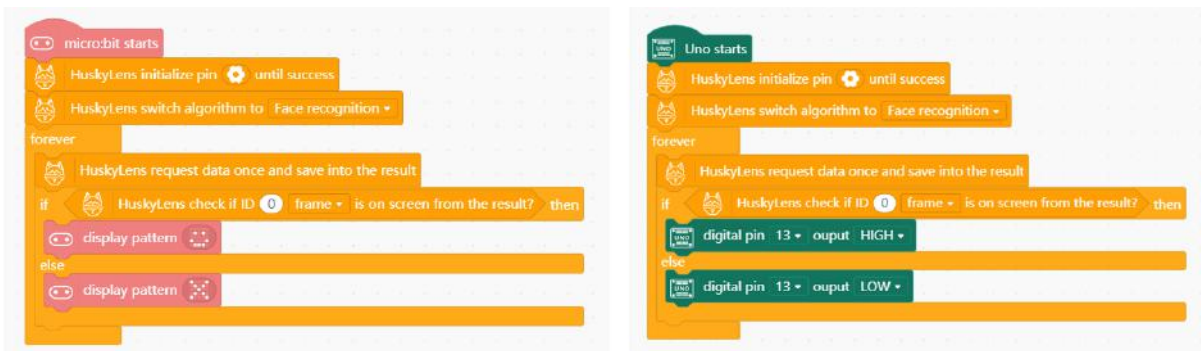 micro:bit starts
HuskyLens initialize pin until success
HuskyLens switch algorithm to Face recognition
forever
HuskyLens request data once and save into the result
if HuskyLens check if ID 0 frame is on screen from the result? then
display pattern
else
display pattern
Uno starts
HuskyLens initialize pin until success
HuskyLens switch algorithm to Face recognition
forever
HuskyLens request data once and save into the result
if HuskyLens check if ID 0 frame is on screen from the result? then
digital pin 13 ouput HIGH
else
digital pin 13 ouput LOW